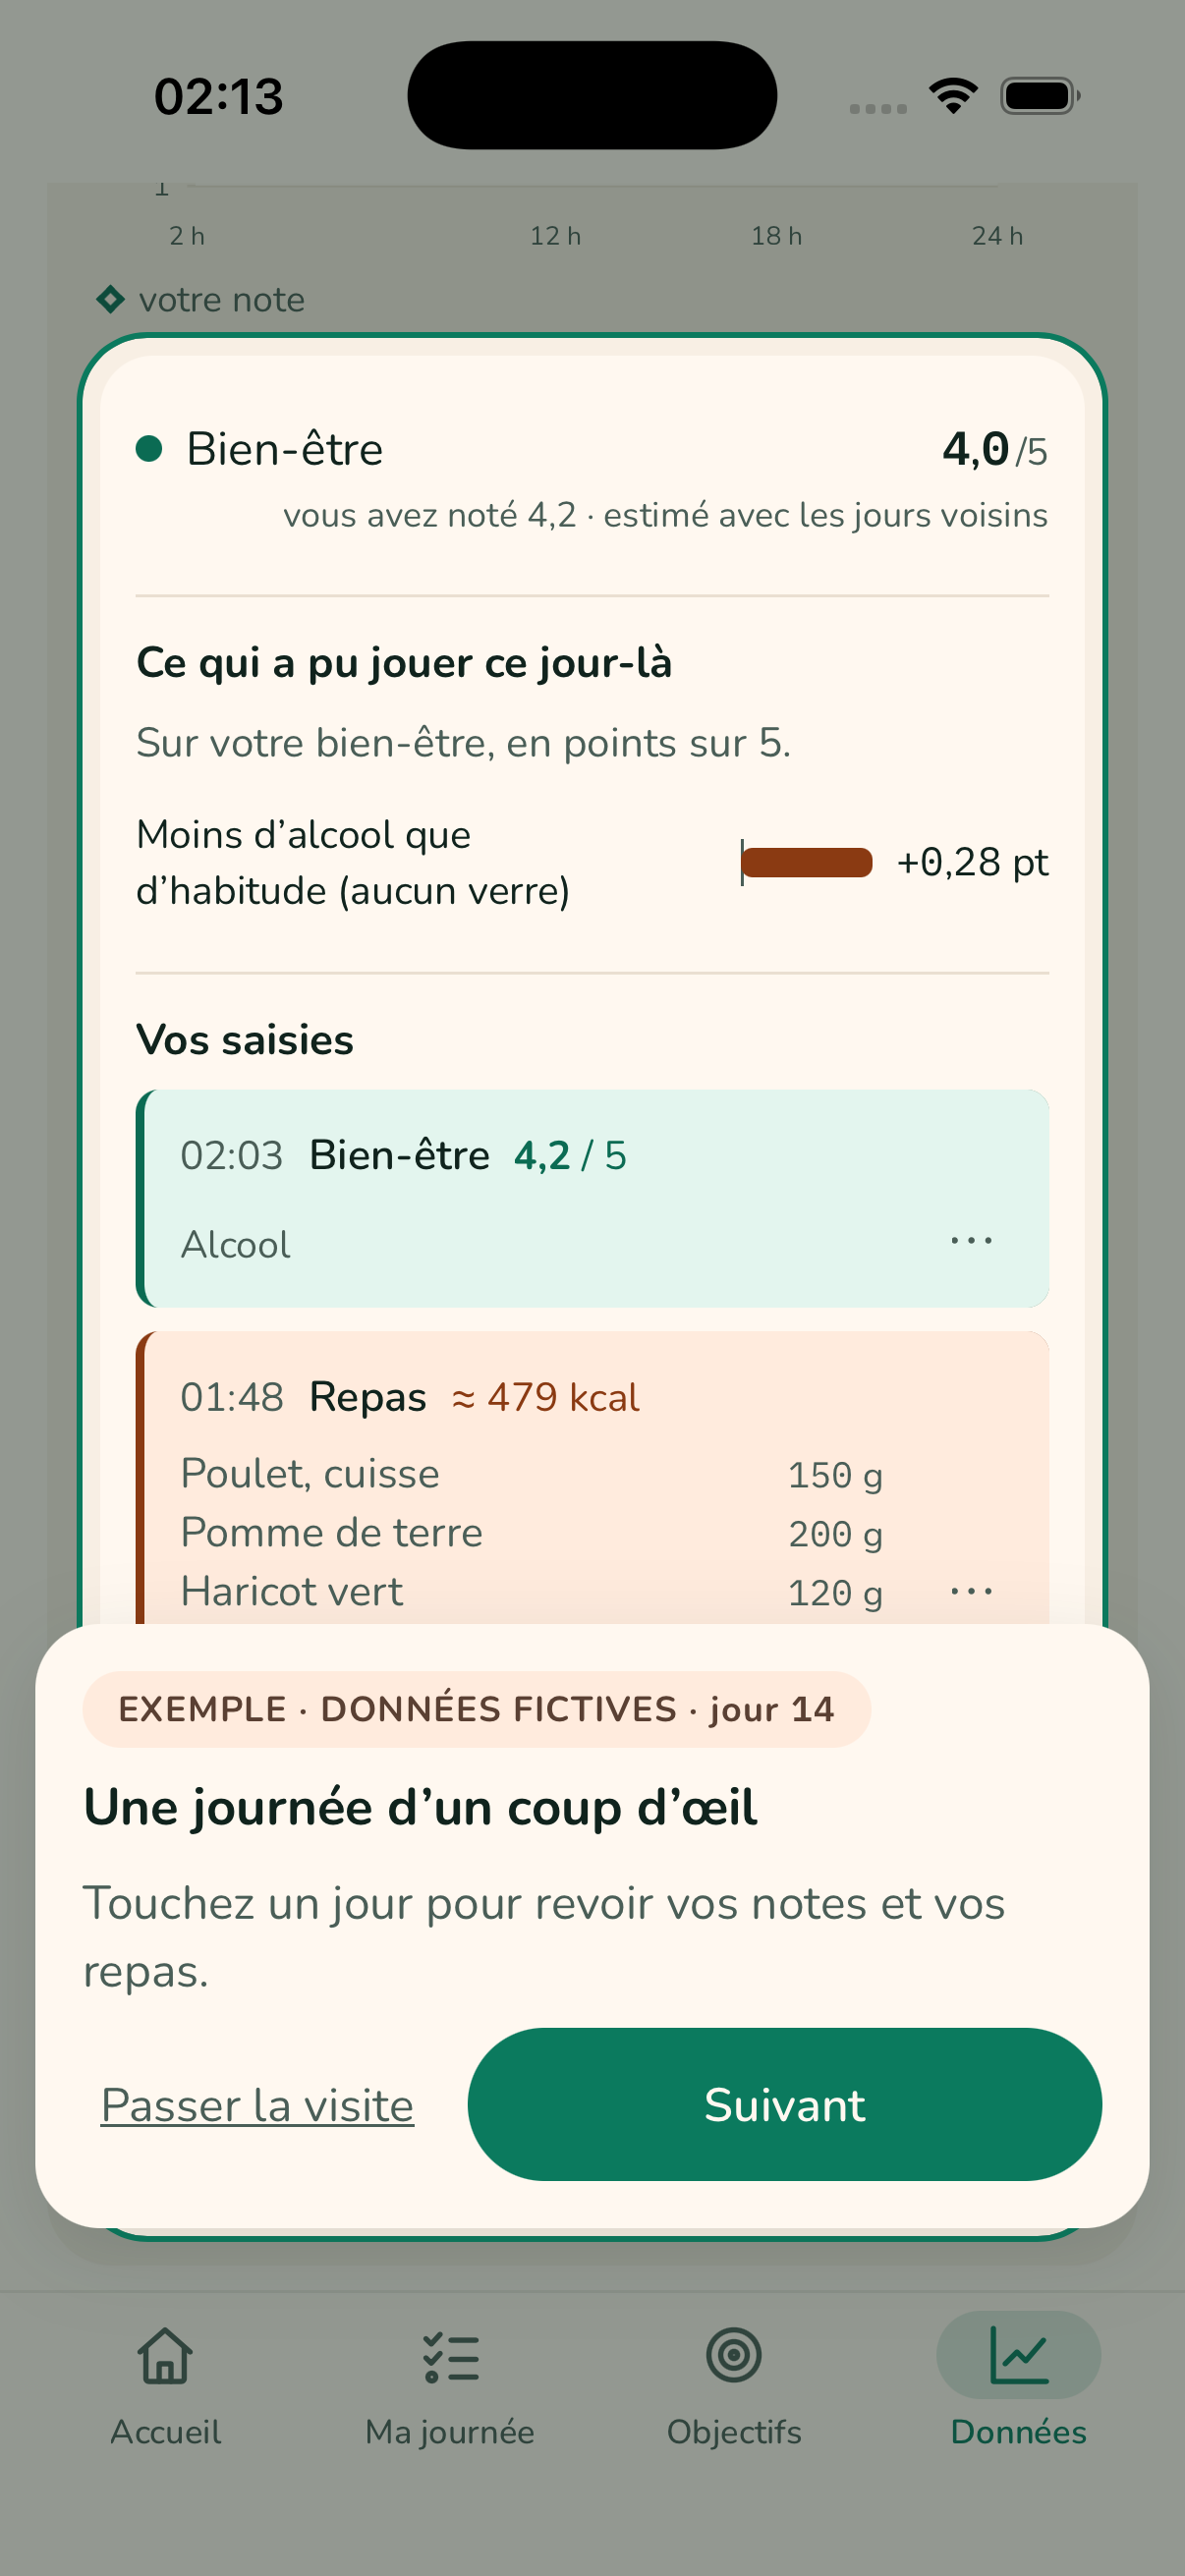 02:13
1
2 h 12 h 18 h 24 h
votre note
Bien-être 4,0 /5
vous avez noté 4,2 · estimé avec les jours voisins
Ce qui a pu jouer ce jour-là
Sur votre bien-être, en points sur 5.
Moins d’alcool que
d’habitude (aucun verre) +0,28 pt
Vos saisies
02:03 Bien-être 4,2 / 5
Alcool ···
01:48 Repas ≈ 479 kcal
Poulet, cuisse 150 g
Pomme de terre 200 g
Haricot vert 120 g ···
EXEMPLE · DONNÉES FICTIVES · jour 14
Une journée d’un coup d’œil
Touchez un jour pour revoir vos notes et vos
repas.
Passer la visite Suivant
Accueil Ma journée Objectifs Données